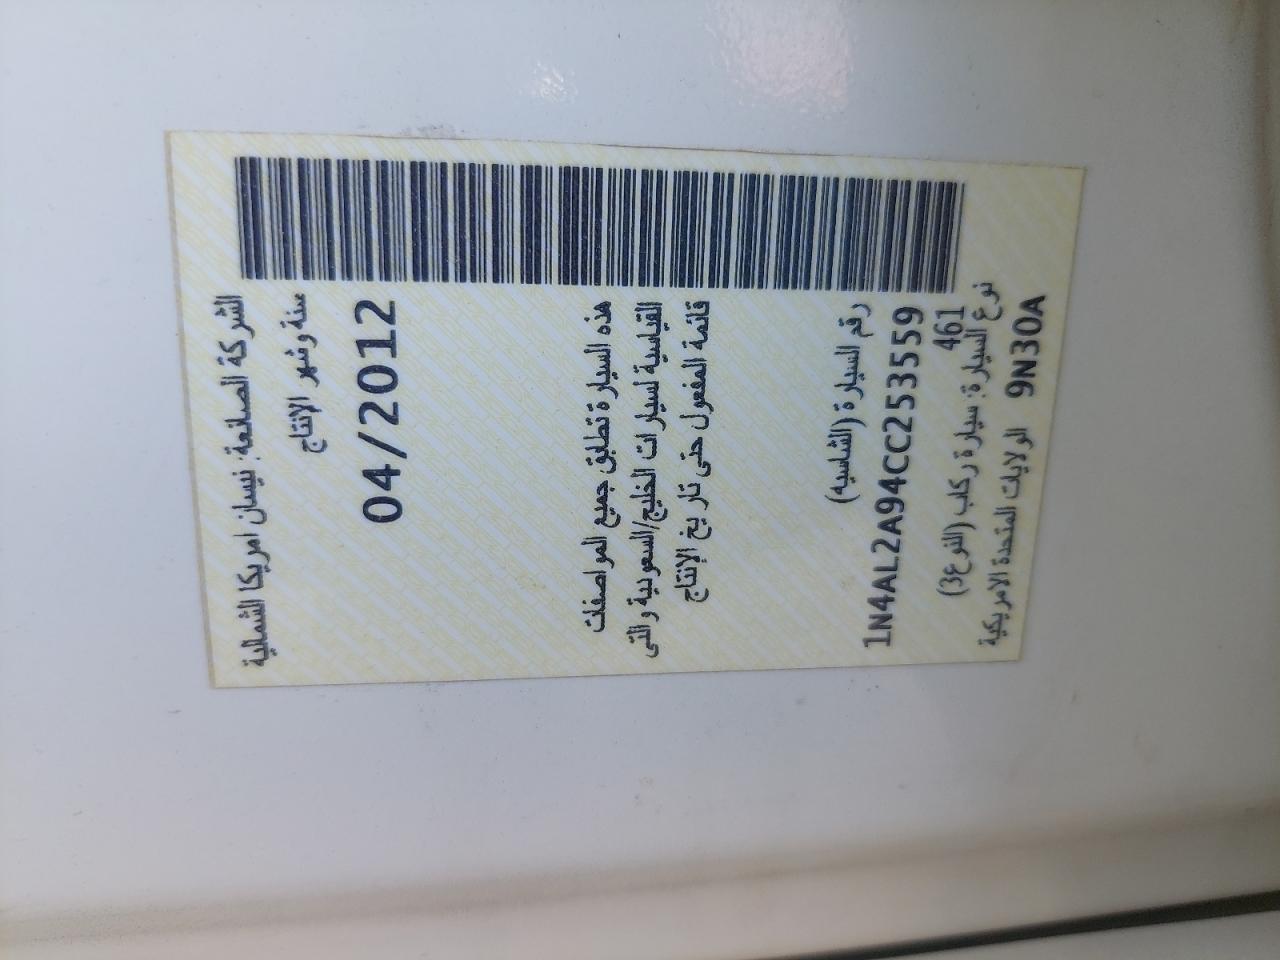 الشركة الصانعة: نيسان امريكا الشمالية
سنة وشهر الإنتاج
04/2012
هذه السيارة تطابق جميع المواصفات
القياسية لسيارات الخليج/السعودية والتى
قائمة المفعول حتى تاريخ الإنتاج
رقم السيارة (الشاسيه)
1N4AL2A94CC253559
461
نوع السيارة: سيارة ركاب (النوع3)
الولايات المتحدة الامريكية 9N30A